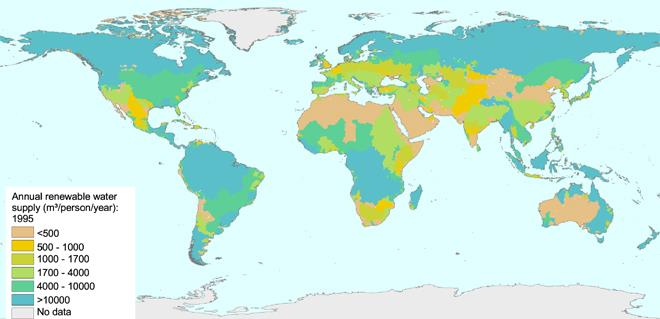 Annual renewable water
supply (m³/person/year):
1995
<500
500 - 1000
1000 - 1700
1700 - 4000
4000 - 10000
>10000
No data